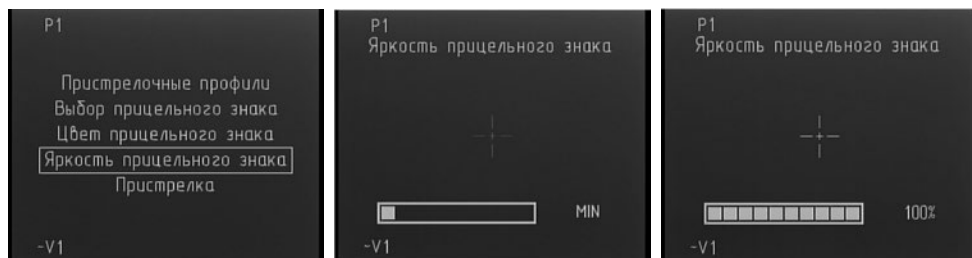 P1
Пристрелочные профили
Выбор прицельного знака
Цвет прицельного знака
Яркость прицельного знака
Пристрелка
~V1
P1
Яркость прицельного знака
MIN
~V1
P1
Яркость прицельного знака
100%
~V1